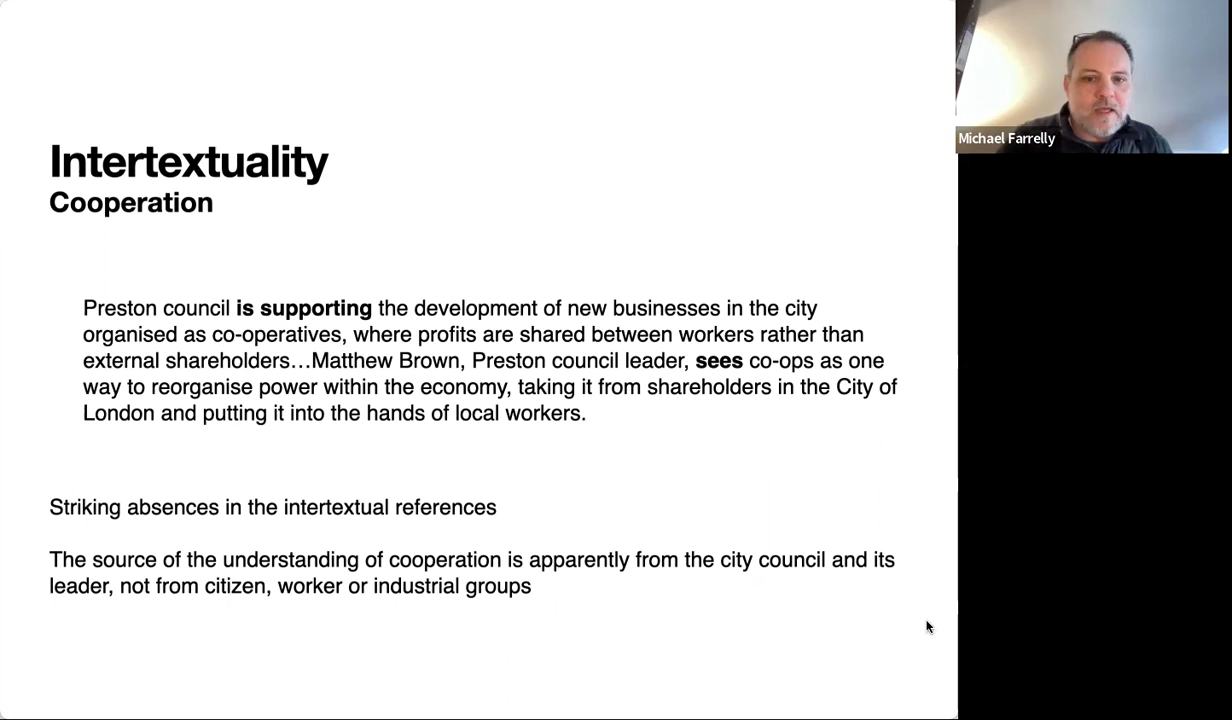 Intertextuality
Cooperation
Preston council is supporting the development of new businesses in the city
organised as co-operatives, where profits are shared between workers rather than
external shareholders…Matthew Brown, Preston council leader, sees co-ops as one
way to reorganise power within the economy, taking it from shareholders in the City of
London and putting it into the hands of local workers.
Striking absences in the intertextual references
The source of the understanding of cooperation is apparently from the city council and its
leader, not from citizen, worker or industrial groups
Michael Farrelly